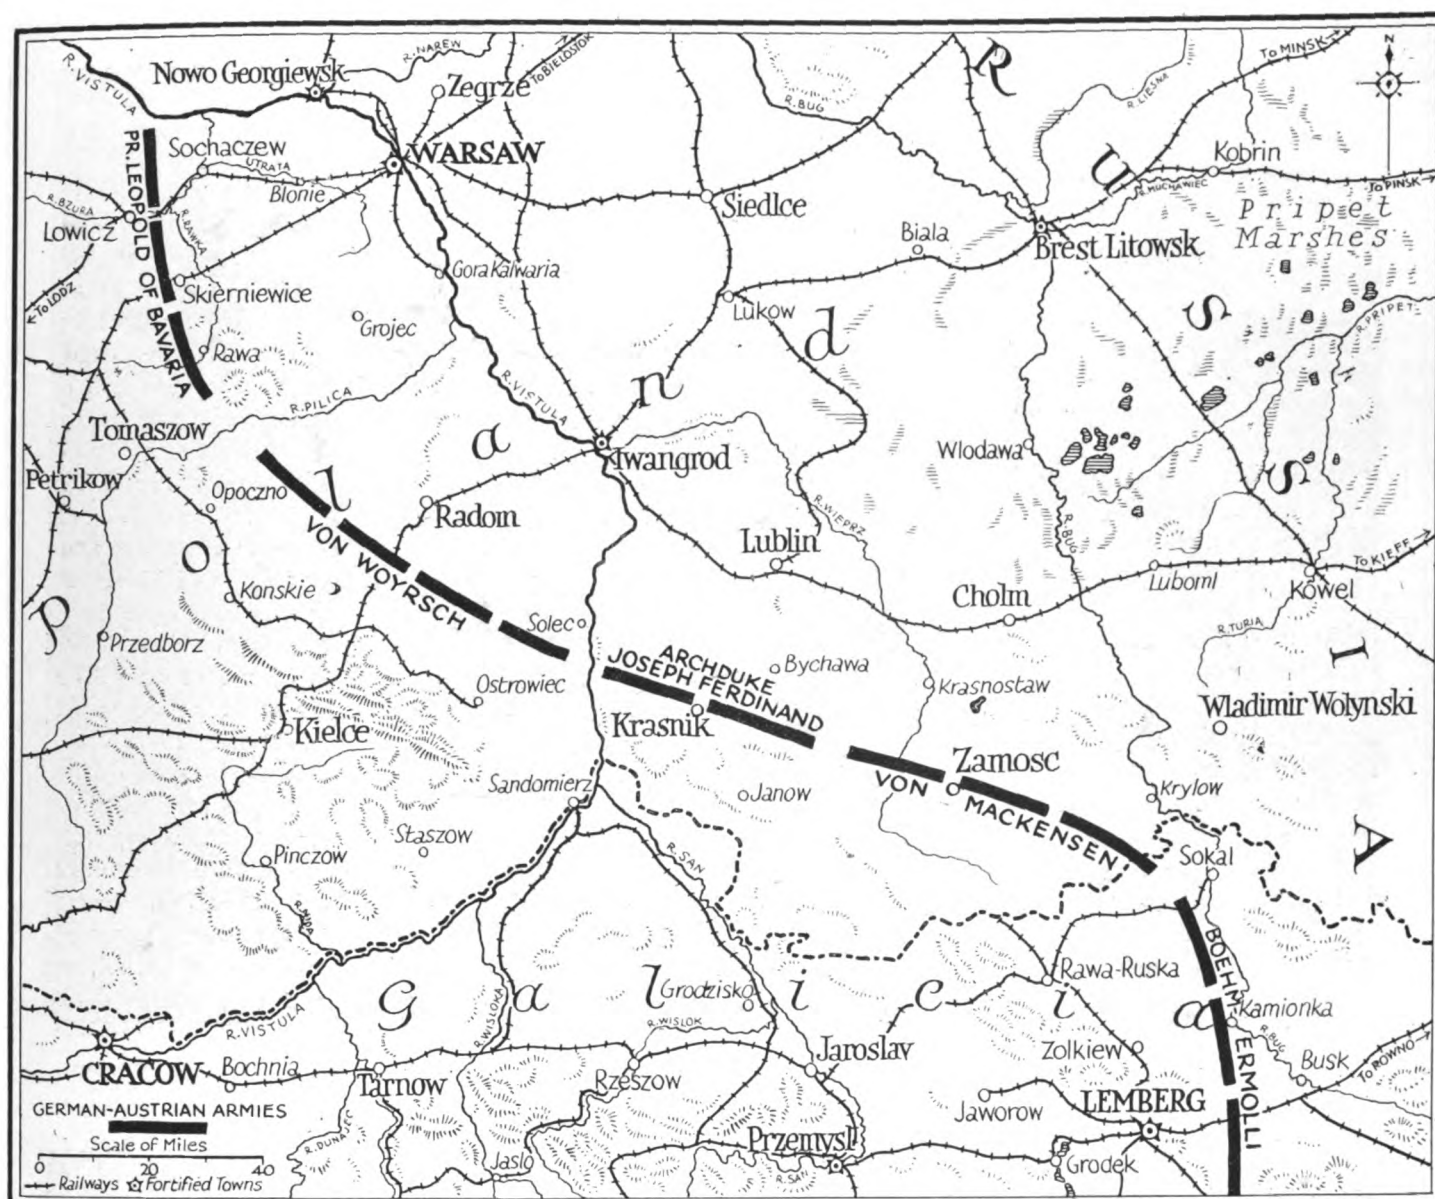 R. VISTULA
Nowo Georgiewsk
R. NAREW
Zegrze
To BIELOSTOK
R. BUG
R. LIESNA
To MINSK
N
Sochaczew
UTRATA
Blonie
WARSAW
Siedlce
Biala
Kobrin
R. MUCHAWIEC
To PINSK
Brest Litowsk
Pripet
Marshes
R. BZURA
Lowicz
R. RAWKA
PR. LEOPOLD OF BAVARIA
To LODZ
Skierniewice
Gora Kalwaria
Grojec
Lukow
R. PRIPET
Rawa
R. PILICA
R. VISTULA
Tomaszow
Petrikow
Opoczno
Radom
Iwangrod
Wlodawa
R. WIEPRZ
R. BUG
Lublin
VON WOYRSCH
Konskie
Solec
Cholm
Luboml
Kowel
To KIEFF
R. TURIA
Przedborz
Ostrowiec
ARCHDUKE
JOSEPH FERDINAND
Bychawa
Krasnostaw
Wladimir Wolynski
Kielce
Krasnik
Zamosc
VON MACKENSEN
Sandomierz
Janow
Krylow
Staszow
Pinczow
R. NIDA
R. SAN
Sokal
BOEHM ERMOLLI
Rawa-Ruska
Grodzisko
Kamionka
R. BUG
R. WISLOKA
R. WISLOK
R. VISTULA
CRACOW
Bochnia
Tarnow
Rzeszow
Jaroslav
Zolkiew
Busk
To ROWNO
Jaworow
LEMBERG
Przemysl
R. SAN
Grodek
R. DUNAJEC
Jaslo
Poland
RUSSIA
Galicia
GERMAN-AUSTRIAN ARMIES
Scale of Miles
0 20 40
Railways Fortified Towns